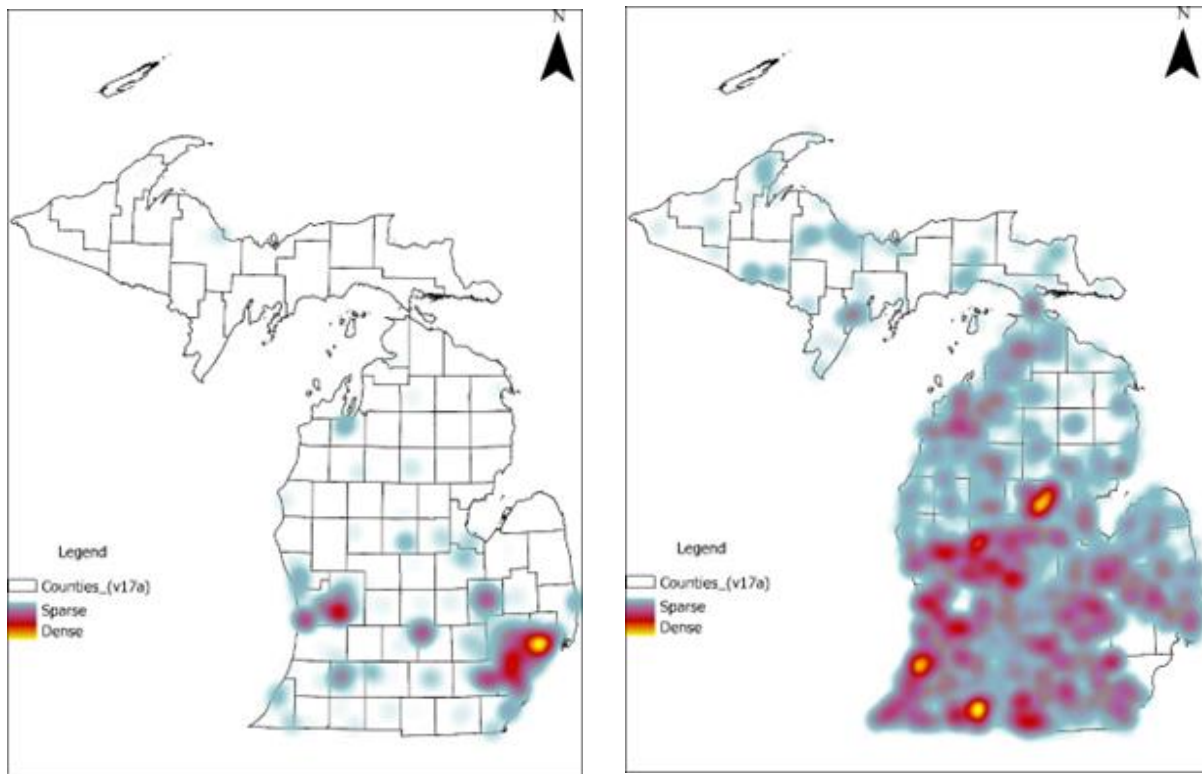 N
Legend
Counties_(v17a)
Sparse
Dense
N
Legend
Counties_(v17a)
Sparse
Dense